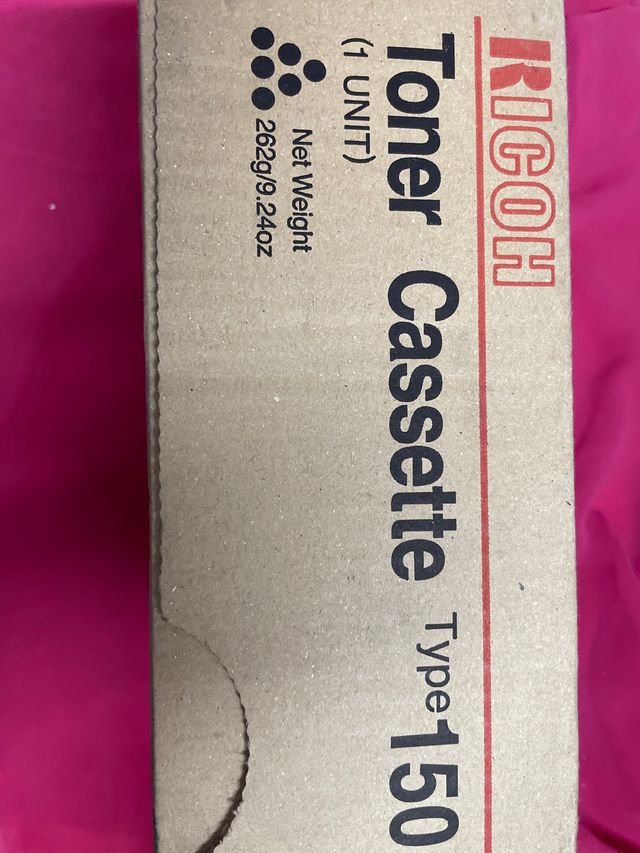 RICOH
Toner Cassette Type 150
(1 UNIT)
Net Weight
262g/9.24oz